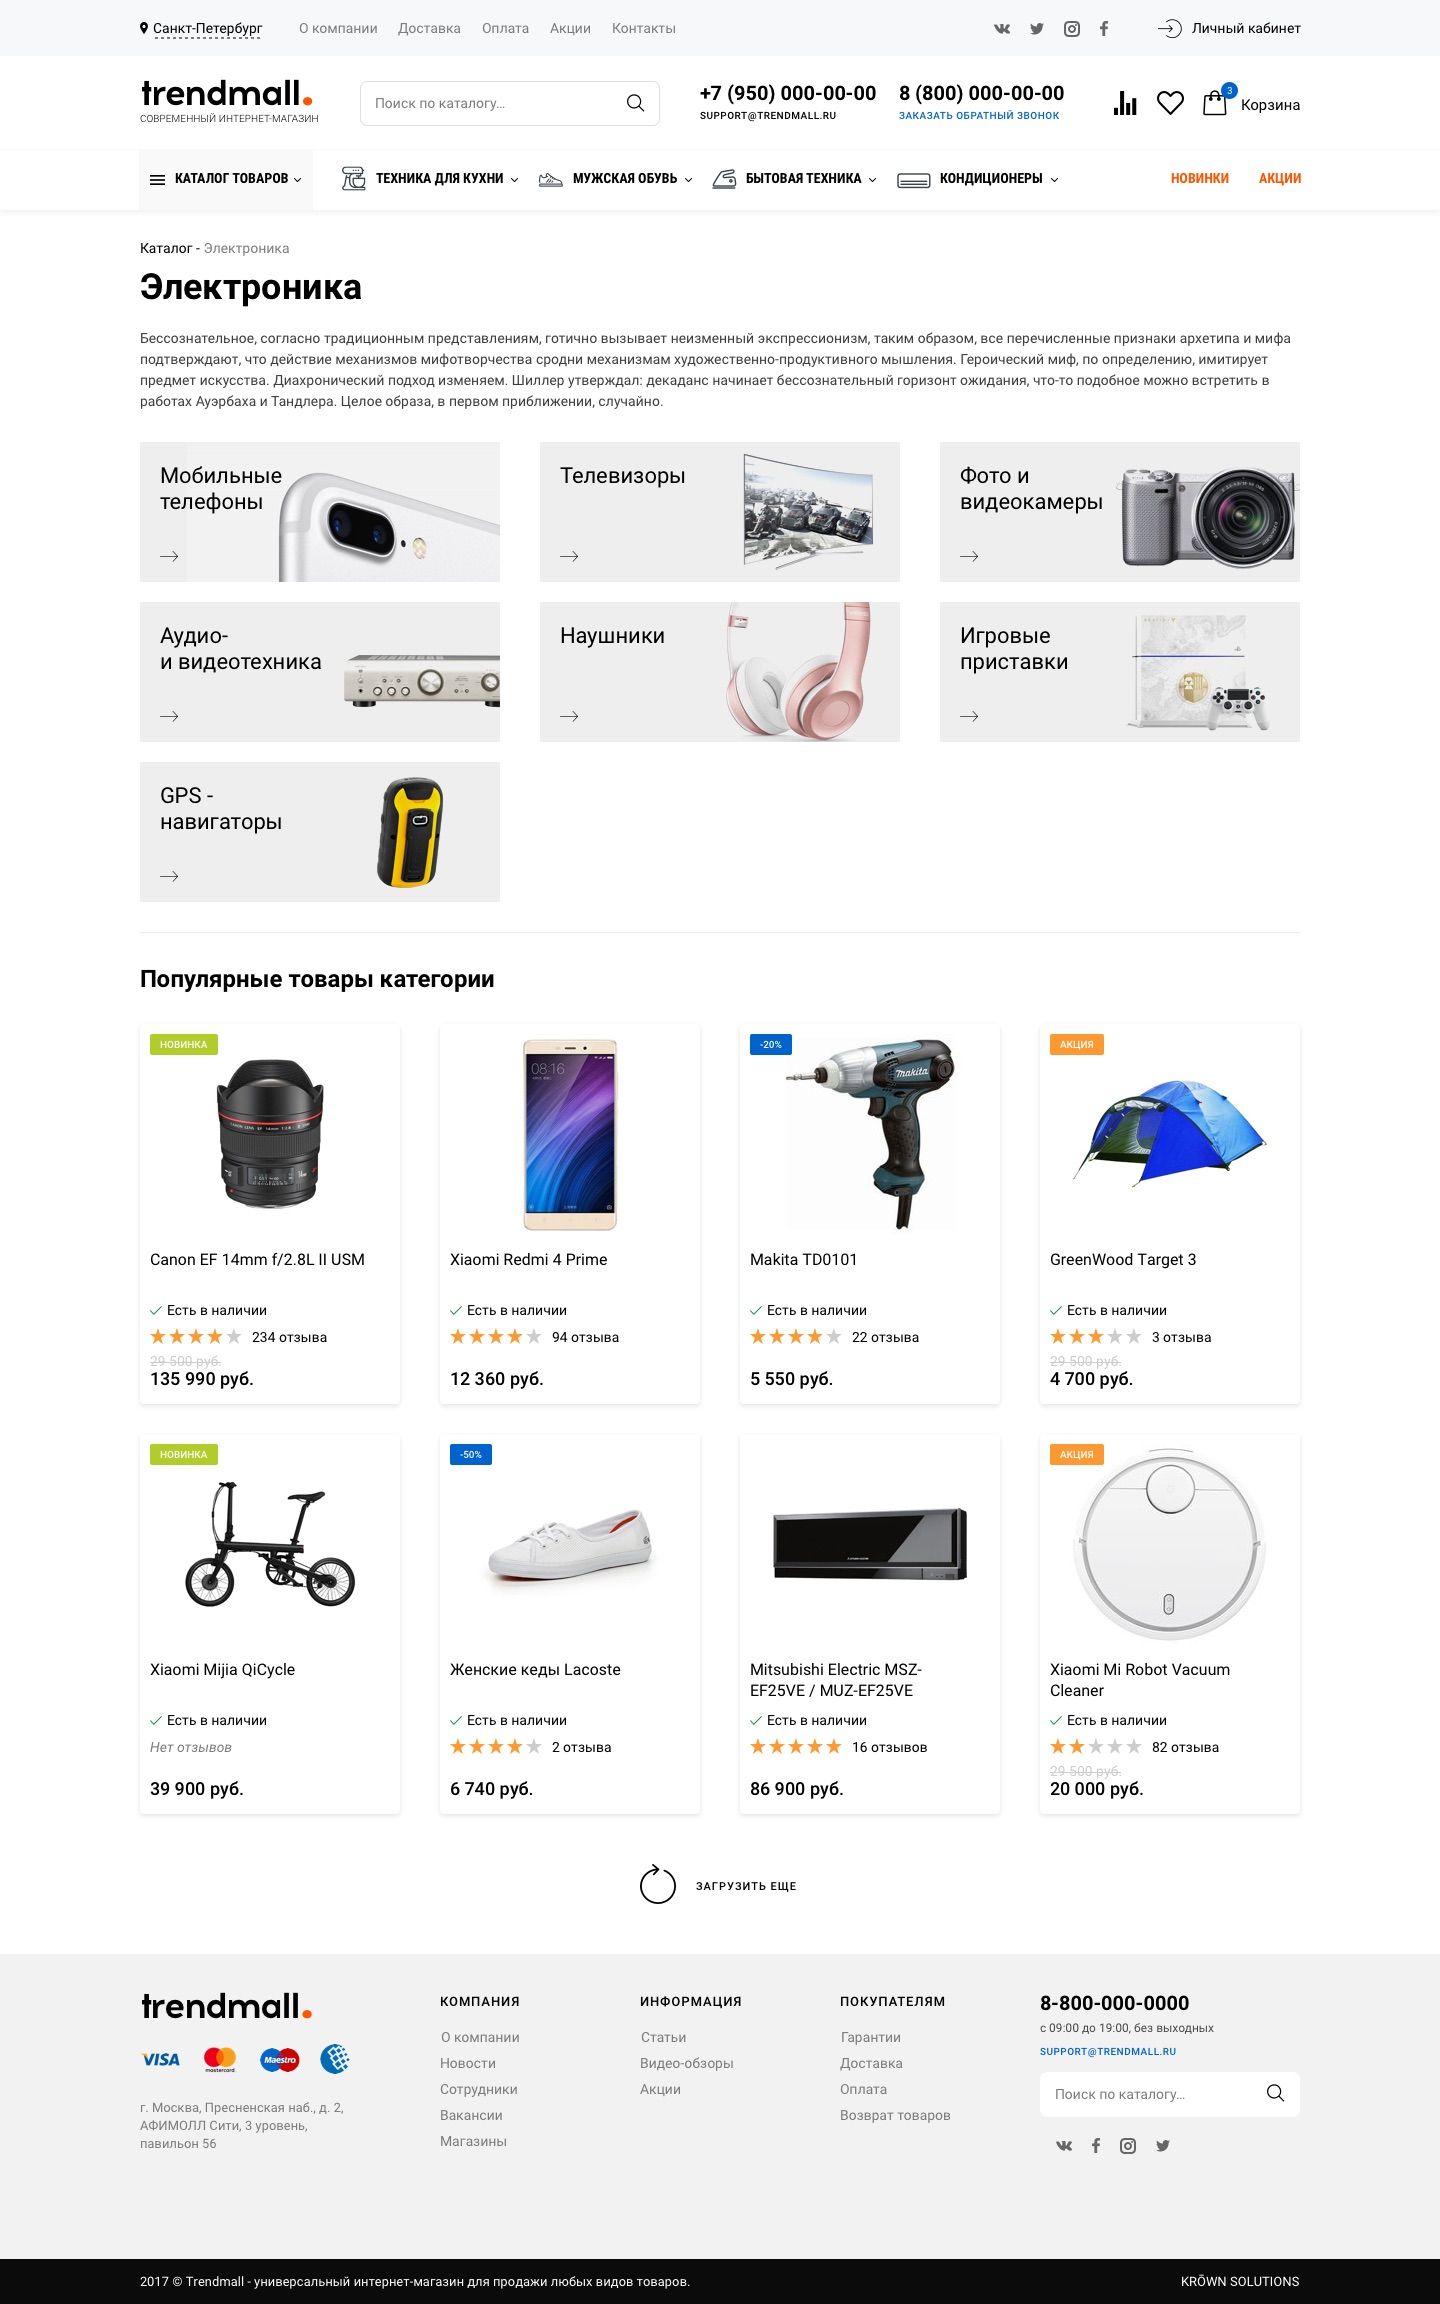 Санкт-Петербург
О компании Доставка Оплата Акции Контакты
Личный кабинет
trendmall.
СОВРЕМЕННЫЙ ИНТЕРНЕТ-МАГАЗИН
Поиск по каталогу...
+7 (950) 000-00-00
SUPPORT@TRENDMALL.RU
8 (800) 000-00-00
ЗАКАЗАТЬ ОБРАТНЫЙ ЗВОНОК
3
Корзина
КАТАЛОГ ТОВАРОВ ТЕХНИКА ДЛЯ КУХНИ МУЖСКАЯ ОБУВЬ БЫТОВАЯ ТЕХНИКА КОНДИЦИОНЕРЫ НОВИНКИ АКЦИИ
Каталог - Электроника
Электроника
Бессознательное, согласно традиционным представлениям, готично вызывает неизменный экспрессионизм, таким образом, все перечисленные признаки архетипа и мифа
подтверждают, что действие механизмов мифотворчества сродни механизмам художественно-продуктивного мышления. Героический миф, по определению, имитирует
предмет искусства. Диахронический подход изменяем. Шиллер утверждал: декаданс начинает бессознательный горизонт ожидания, что-то подобное можно встретить в
работах Ауэрбаха и Тандлера. Целое образа, в первом приближении, случайно.
Мобильные
телефоны
Телевизоры
Фото и
видеокамеры
Аудио-
и видеотехника
Наушники
Игровые
приставки
GPS -
навигаторы
Популярные товары категории
НОВИНКА
Canon EF 14mm f/2.8L II USM
Есть в наличии
234 отзыва
29 500 руб.
135 990 руб.
08:16
Xiaomi Redmi 4 Prime
Есть в наличии
94 отзыва
12 360 руб.
-20%
makita
Makita TD0101
Есть в наличии
22 отзыва
5 550 руб.
АКЦИЯ
GreenWood Target 3
Есть в наличии
3 отзыва
29 500 руб.
4 700 руб.
НОВИНКА
Xiaomi Mijia QiCycle
Есть в наличии
Нет отзывов
39 900 руб.
-50%
Женские кеды Lacoste
Есть в наличии
2 отзыва
6 740 руб.
Mitsubishi Electric MSZ-
EF25VE / MUZ-EF25VE
Есть в наличии
16 отзывов
86 900 руб.
АКЦИЯ
Xiaomi Mi Robot Vacuum
Cleaner
Есть в наличии
82 отзыва
29 500 руб.
20 000 руб.
ЗАГРУЗИТЬ ЕЩЕ
trendmall.
VISA mastercard Maestro
г. Москва, Пресненская наб., д. 2,
АФИМОЛЛ Сити, 3 уровень,
павильон 56
КОМПАНИЯ
О компании
Новости
Сотрудники
Вакансии
Магазины
ИНФОРМАЦИЯ
Статьи
Видео-обзоры
Акции
ПОКУПАТЕЛЯМ
Гарантии
Доставка
Оплата
Возврат товаров
8-800-000-0000
с 09:00 до 19:00, без выходных
SUPPORT@TRENDMALL.RU
Поиск по каталогу...
2017 © Trendmall - универсальный интернет-магазин для продажи любых видов товаров.
KRŌWN SOLUTIONS